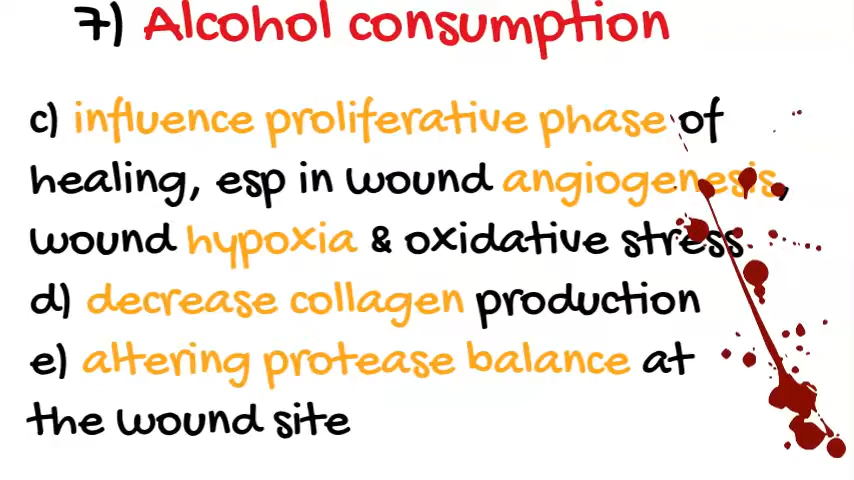 7) Alcohol consumption
c) influence proliferative phase of
healing, esp in wound angiogenesis,
wound hypoxia & oxidative stress
d) decrease collagen production
e) altering protease balance at
the wound site